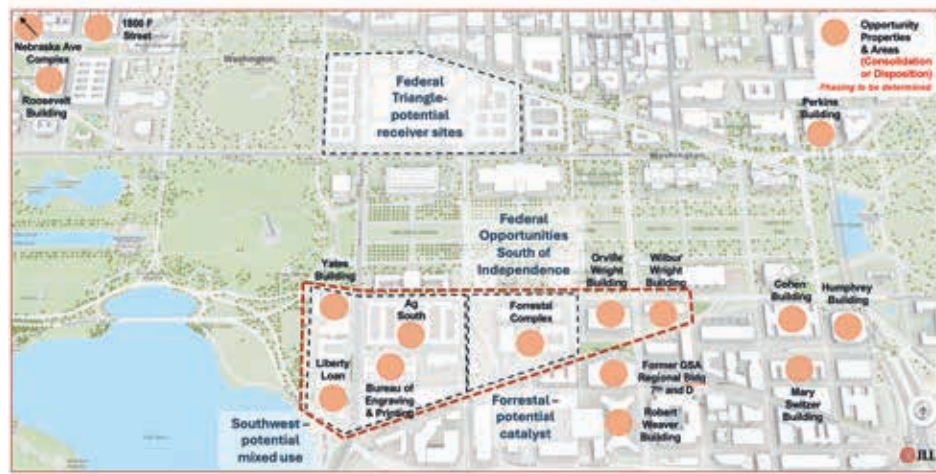 1800 F
Street
Nebraska Ave
Complex
Roosevelt
Building
Washington
Federal
Triangle-
potential
receiver sites
Opportunity
Properties
& Areas
(Consolidation
or Disposition)
Phasing to be determined
Perkins
Building
Washington
Federal
Opportunities
South of
Independence
Yates
Building
Ag
South
Liberty
Loan
Bureau of
Engraving
& Printing
Forrestal
Complex
Orville
Wright
Building
Wilbur
Wright
Building
Cohen
Building
Humphrey
Building
Former GSA
Regional Bldg
7th and D
Mary
Switzer
Building
Robert
Weaver
Building
Southwest –
potential
mixed use
Forrestal –
potential
catalyst
JLL